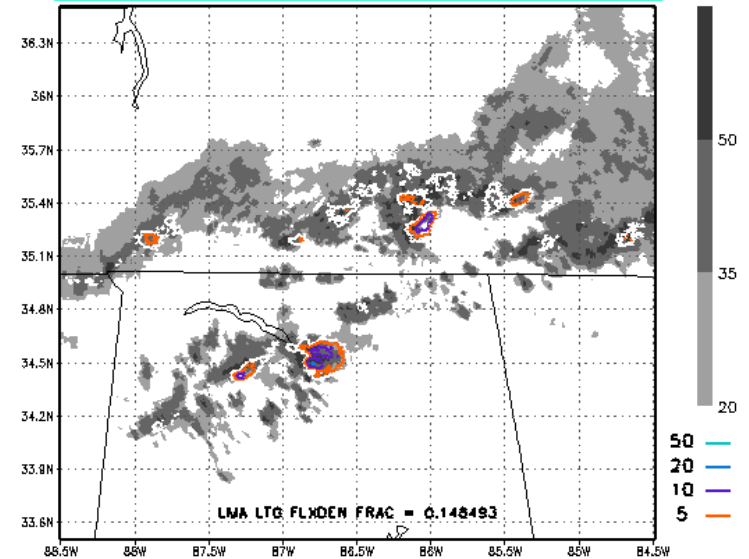 36.3N
36N
35.7N
35.4N
35.1N
34.8N
34.5N
34.2N
33.9N
33.6N
88.5W
88W
87.5W
87W
86.5W
86W
85.5W
85W
84.5W
50
35
20
50
20
10
5
LMA LTG FLXDEN FRAC = 0.148493